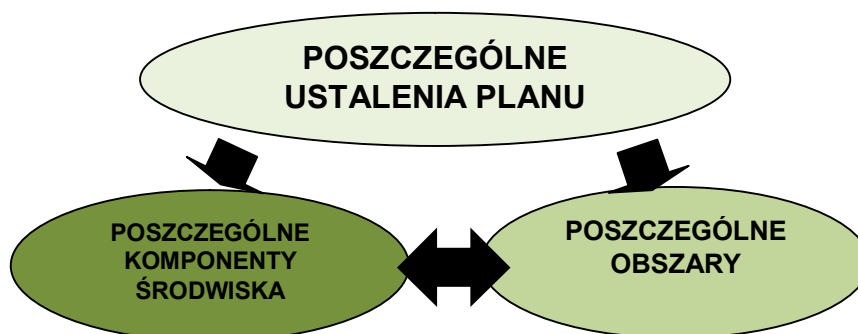 POSZCZEGÓLNE
USTALENIA PLANU
POSZCZEGÓLNE
KOMPONENTY
ŚRODWISKA
POSZCZEGÓLNE
OBSZARY